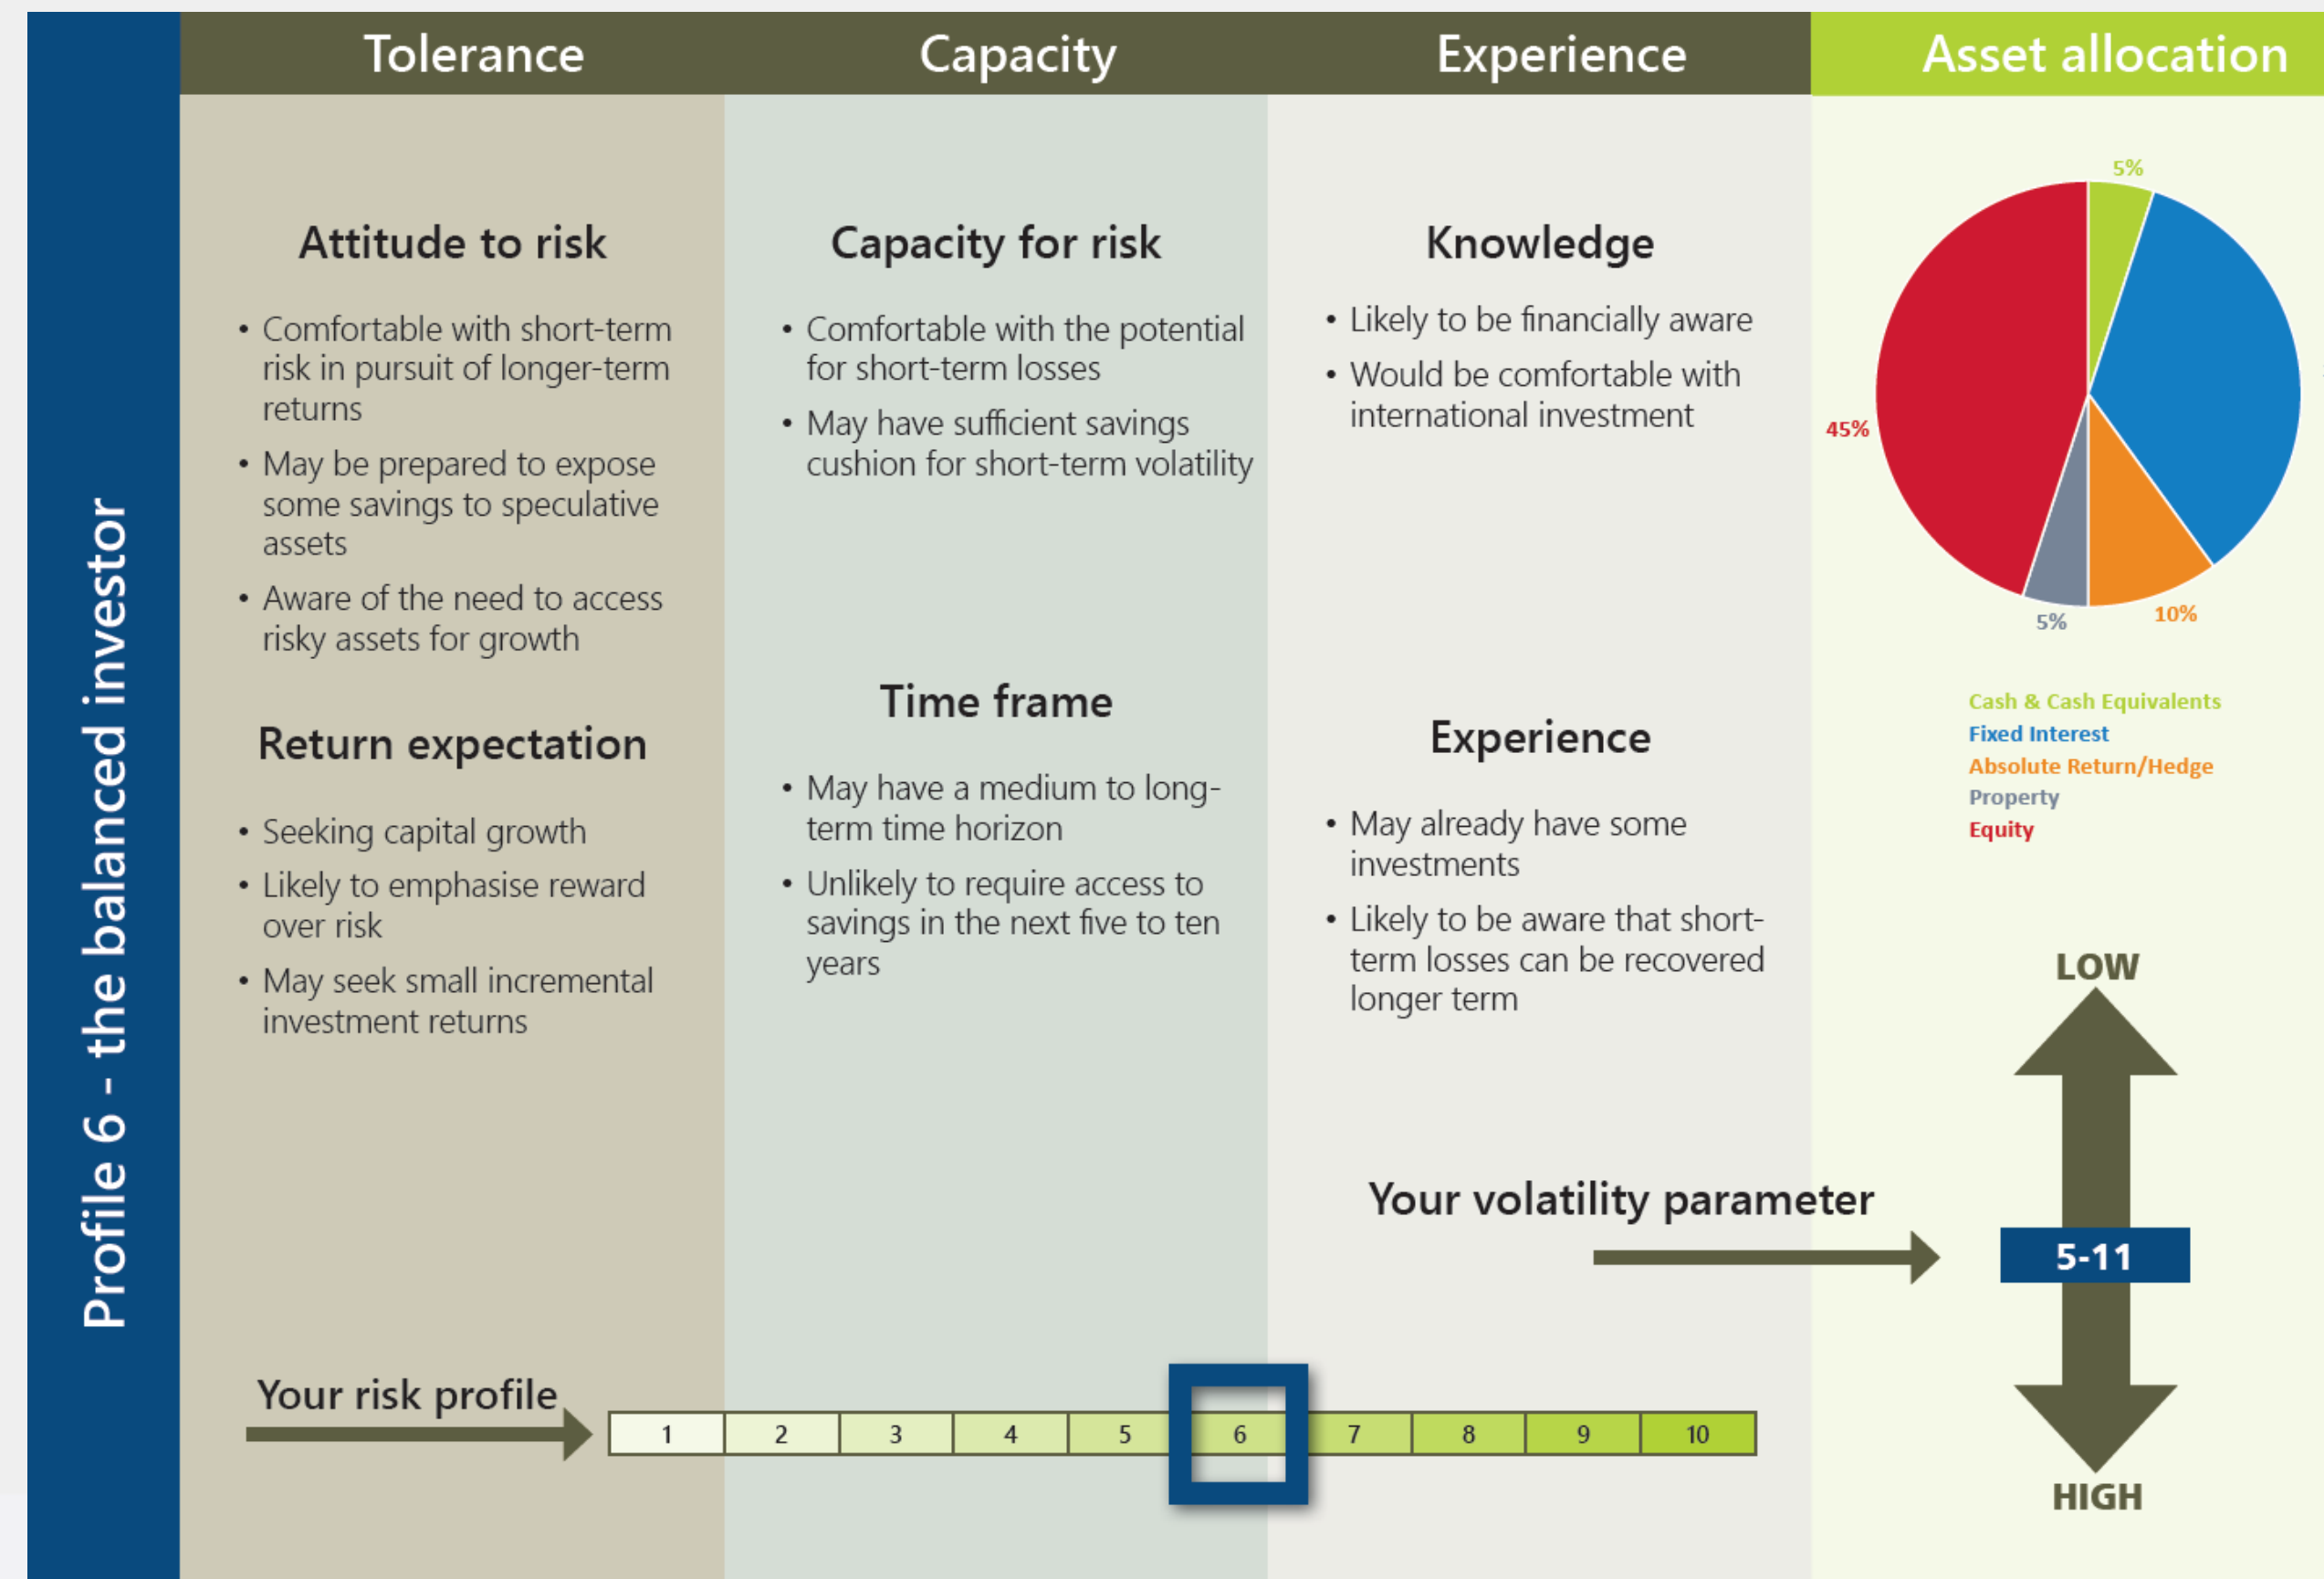 Profile 6 - the balanced investor
Tolerance
Attitude to risk
• Comfortable with short-term
risk in pursuit of longer-term
returns
• May be prepared to expose
some savings to speculative
assets
• Aware of the need to access
risky assets for growth
Return expectation
• Seeking capital growth
• Likely to emphasise reward
over risk
• May seek small incremental
investment returns
Capacity
Capacity for risk
• Comfortable with the potential
for short-term losses
• May have sufficient savings
cushion for short-term volatility
Time frame
• May have a medium to long-
term time horizon
• Unlikely to require access to
savings in the next five to ten
years
Experience
Knowledge
• Likely to be financially aware
• Would be comfortable with
international investment
Experience
• May already have some
investments
• Likely to be aware that short-
term losses can be recovered
longer term
Asset allocation
5%
45%
5%
10%
Cash & Cash Equivalents
Fixed Interest
Absolute Return/Hedge
Property
Equity
LOW
Your volatility parameter
5-11
HIGH
Your risk profile
1 2 3 4 5 6 7 8 9 10